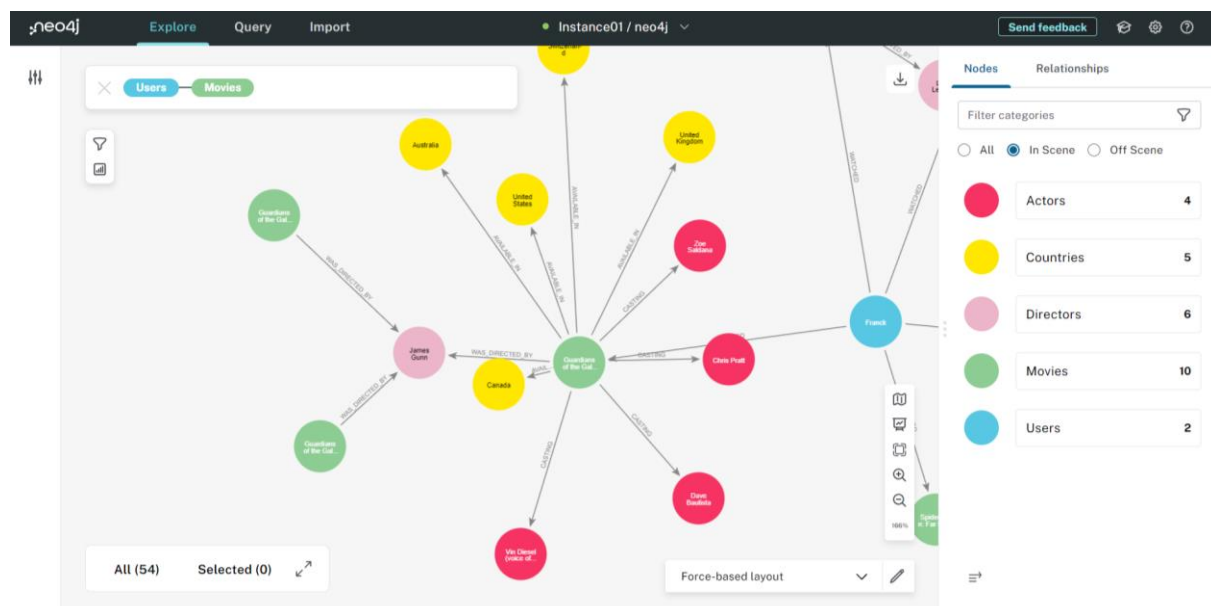 :neo4j Explore Query Import Instance01 / neo4j Send feedback
Users Movies
d
Australia
United
Kingdom
United
States
Guardians
of the Gal...
Zoe
Saldana
James
Gunn
Guardians
of the Gal...
Canada
Chris Pratt
Franck
Guardians
of the Gal...
Dave
Bautista
Vin Diesel
(voice of...
AVAILABLE_IN
AVAILABLE_IN
AVAILABLE_IN
AVAILABLE_IN
AVAIL...
WAS_DIRECTED_BY
WAS_DIRECTED_BY
WAS_DIRECTED_BY
CASTING
CASTING
CASTING
CASTING
WATCHED
WATCHED
166%
All (54) Selected (0)
Force-based layout
Nodes Relationships
Filter categories
All In Scene Off Scene
Actors 4
Countries 5
Directors 6
Movies 10
Users 2